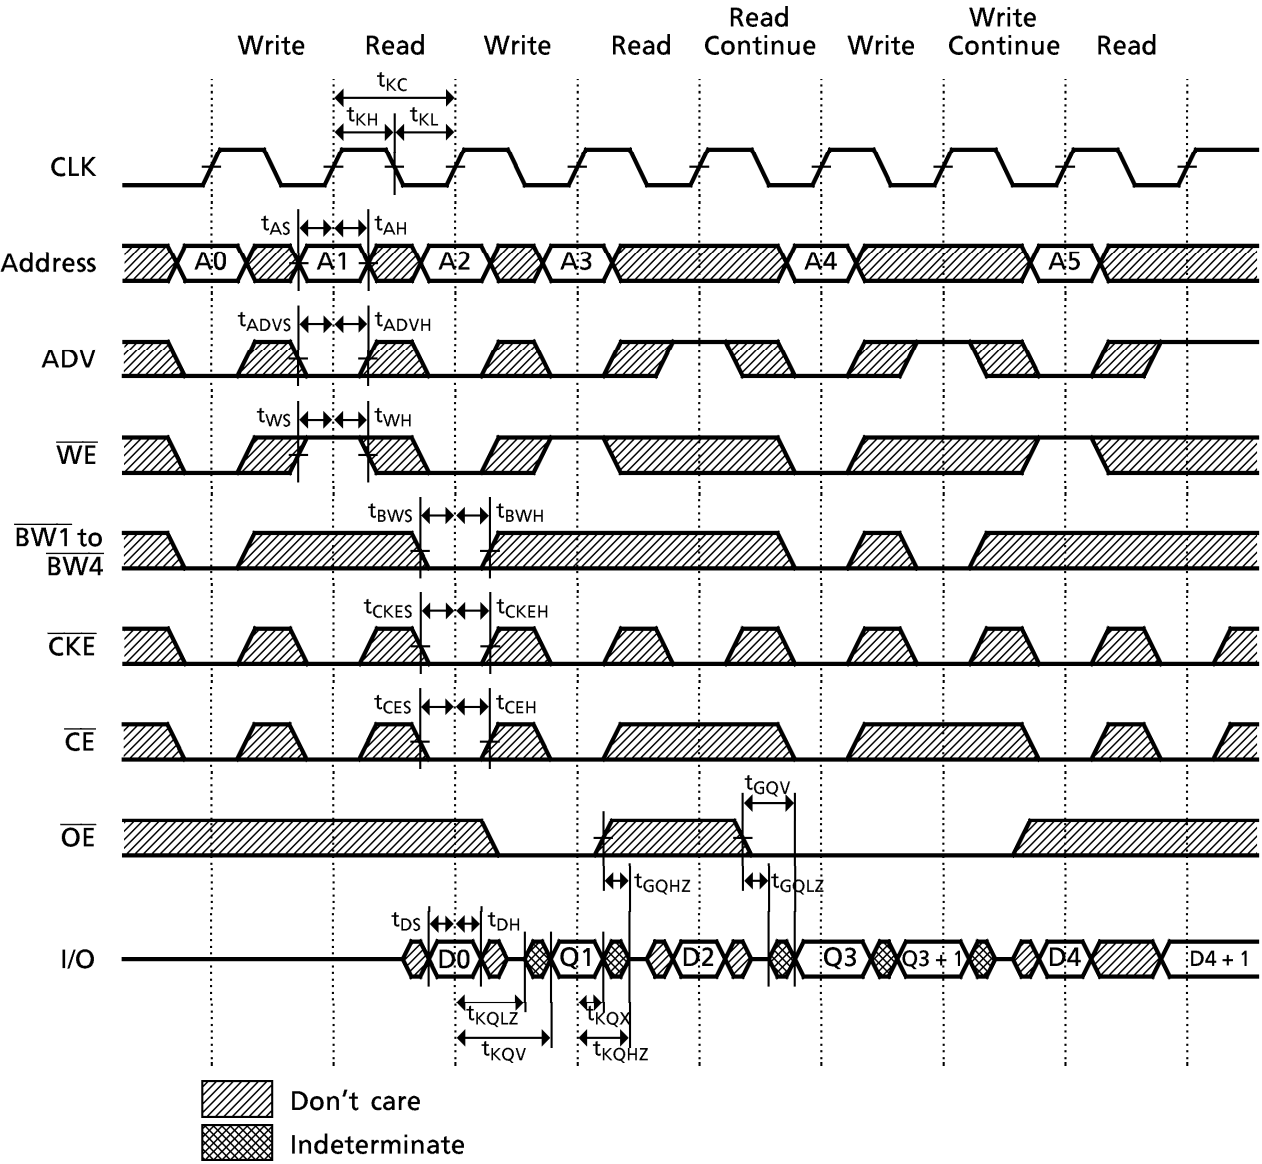 Write Read Write Read Read Continue Write Write Continue Read
tKC
tKH tKL
CLK
tAS tAH
Address A0 A1 A2 A3 A4 A5
tADVS tADVH
ADV
tWS tWH
WE
tBWS tBWH
BW1 to
BW4
tCKES tCKEH
CKE
tCES tCEH
CE
tGQV
OE
tGQHZ tGQLZ
tDS tDH
I/O D0 Q1 D2 Q3 Q3 + 1 D4 D4 + 1
tKQLZ tKQX
tKQV tKQHZ
Don't care
Indeterminate